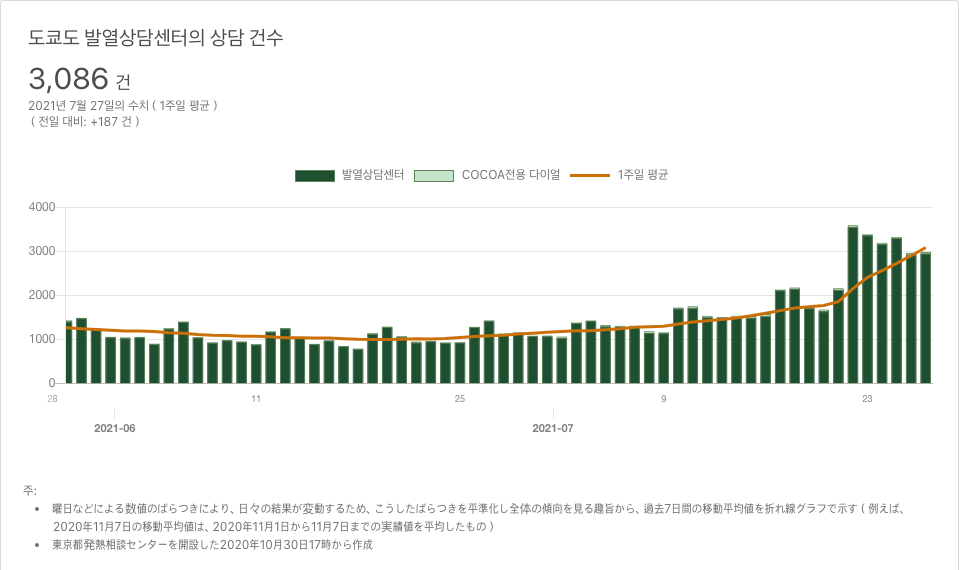 도쿄도 발열상담센터의 상담 건수
3,086 건
2021년 7월 27일의 수치 ( 1주일 평균 )
( 전일 대비: +187 건 )
발열상담센터 COCOA전용 다이얼 1주일 평균
4000
3000
2000
1000
0
28 11 25 9 23
2021-06 2021-07
주:
• 曜日などによる数値のばらつきにより、日々の結果が変動するため、こうしたばらつきを平準化し全体の傾向を見る趣旨から、過去7日間の移動平均値を折れ線グラフで示す ( 例えば、
2020年11月7日の移動平均値は、2020年11月1日から11月7日までの実績値を平均したもの )
• 東京都発熱相談センターを開設した2020年10月30日17時から作成